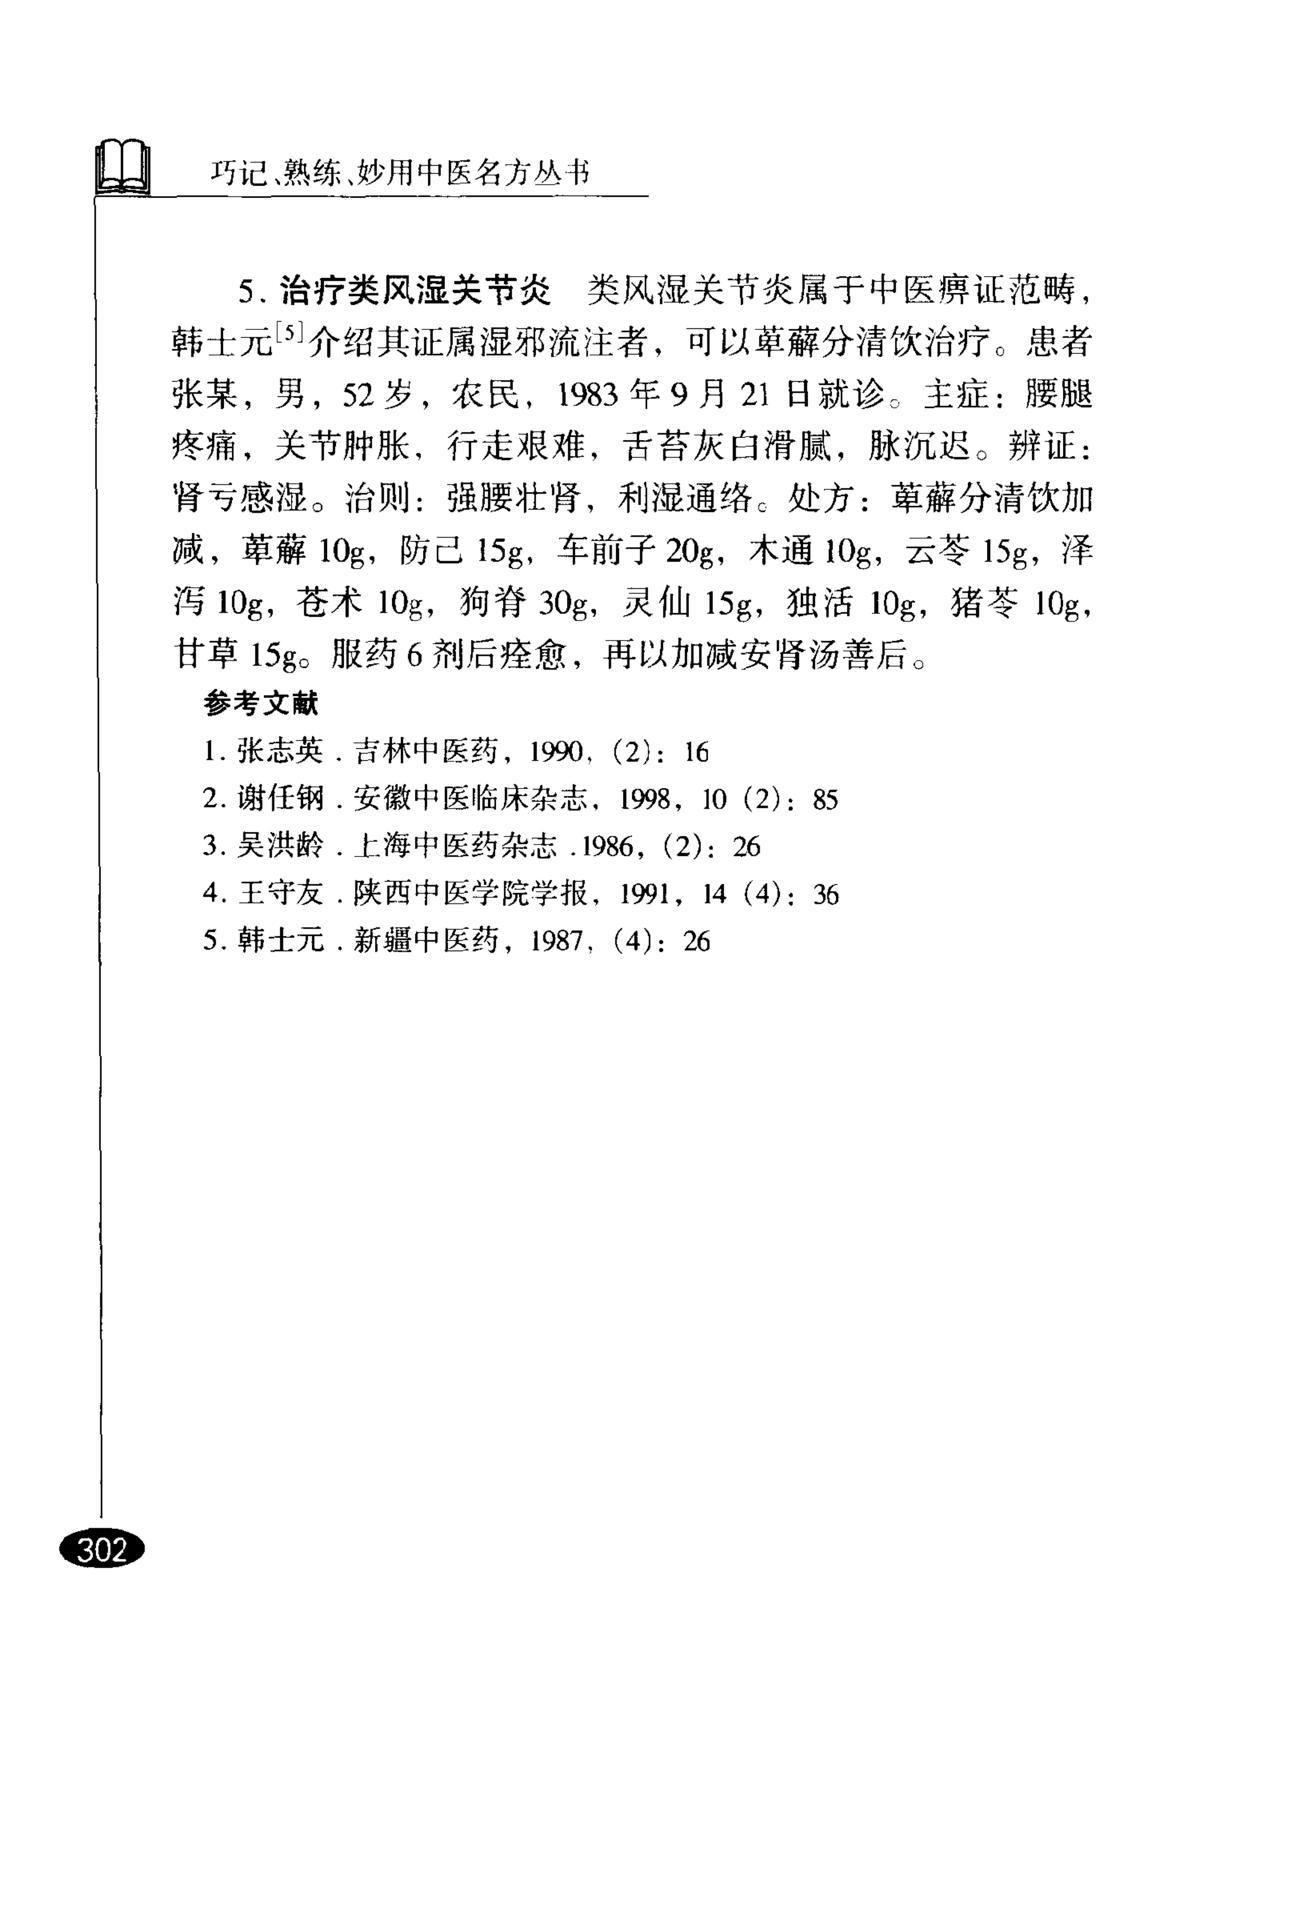 巧记、熟练、妙用中医名方丛书
5. 治疗类风湿关节炎 类风湿关节炎属于中医痹证范畴，
韩士元[5]介绍其证属湿邪流注者，可以萆薢分清饮治疗。患者
张某，男，52岁，农民，1983年9月21日就诊。主症：腰腿
疼痛，关节肿胀，行走艰难，舌苔灰白滑腻，脉沉迟。辨证：
肾亏感湿。治则：强腰壮肾，利湿通络。处方：萆薢分清饮加
减，萆薢10g，防己15g，车前子20g，木通10g，云苓15g，泽
泻10g，苍术10g，狗脊30g，灵仙15g，独活10g，猪苓10g，
甘草15g。服药6剂后痊愈，再以加减安肾汤善后。
参考文献
1. 张志英．吉林中医药，1990，(2)：16
2. 谢任钢．安徽中医临床杂志，1998，10 (2)：85
3. 吴洪龄．上海中医药杂志．1986，(2)：26
4. 王守友．陕西中医学院学报，1991，14 (4)：36
5. 韩士元．新疆中医药，1987，(4)：26
302